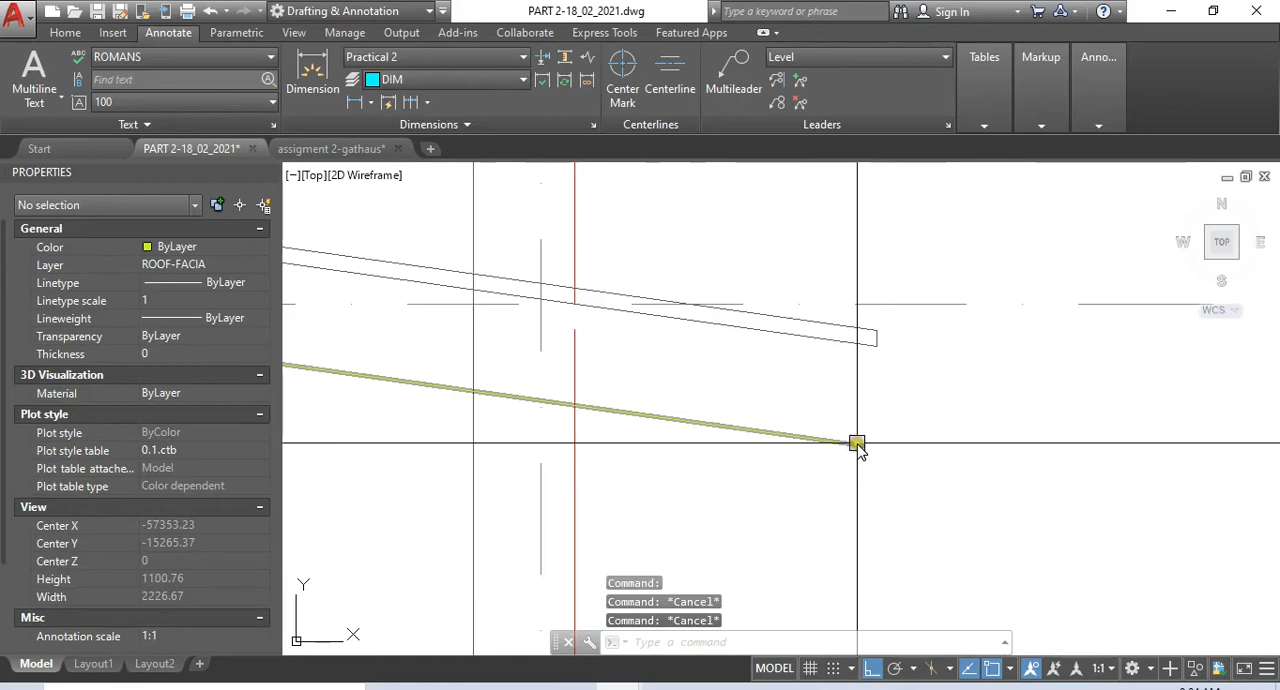 Drafting & Annotation
PART 2-18_02_2021.dwg
Type a keyword or phrase
Sign In
Home Insert Annotate Parametric View Manage Output Add-ins Collaborate Express Tools Featured Apps
ROMANS
Find text
100
Multiline Text
Text
Dimension
Practical 2
DIM
Dimensions
Center Mark
Centerline
Centerlines
Multileader
Level
Leaders
Tables
Markup
Anno...
Start
PART 2-18_02_2021*
assigment 2-gathaus*
PROPERTIES
No selection
General
Color ByLayer
Layer ROOF-FACIA
Linetype ByLayer
Linetype scale 1
Lineweight ByLayer
Transparency ByLayer
Thickness 0
3D Visualization
Material ByLayer
Plot style
Plot style ByColor
Plot style table 0.1.ctb
Plot table attache... Model
Plot table type Color dependent
View
Center X -57353.23
Center Y -15265.37
Center Z 0
Height 1100.76
Width 2226.67
Misc
Annotation scale 1:1
[−][Top][2D Wireframe]
N
W TOP E
S
WCS
Y
X
Command:
Command: *Cancel*
Command: *Cancel*
Type a command
Model Layout1 Layout2
MODEL 1:1